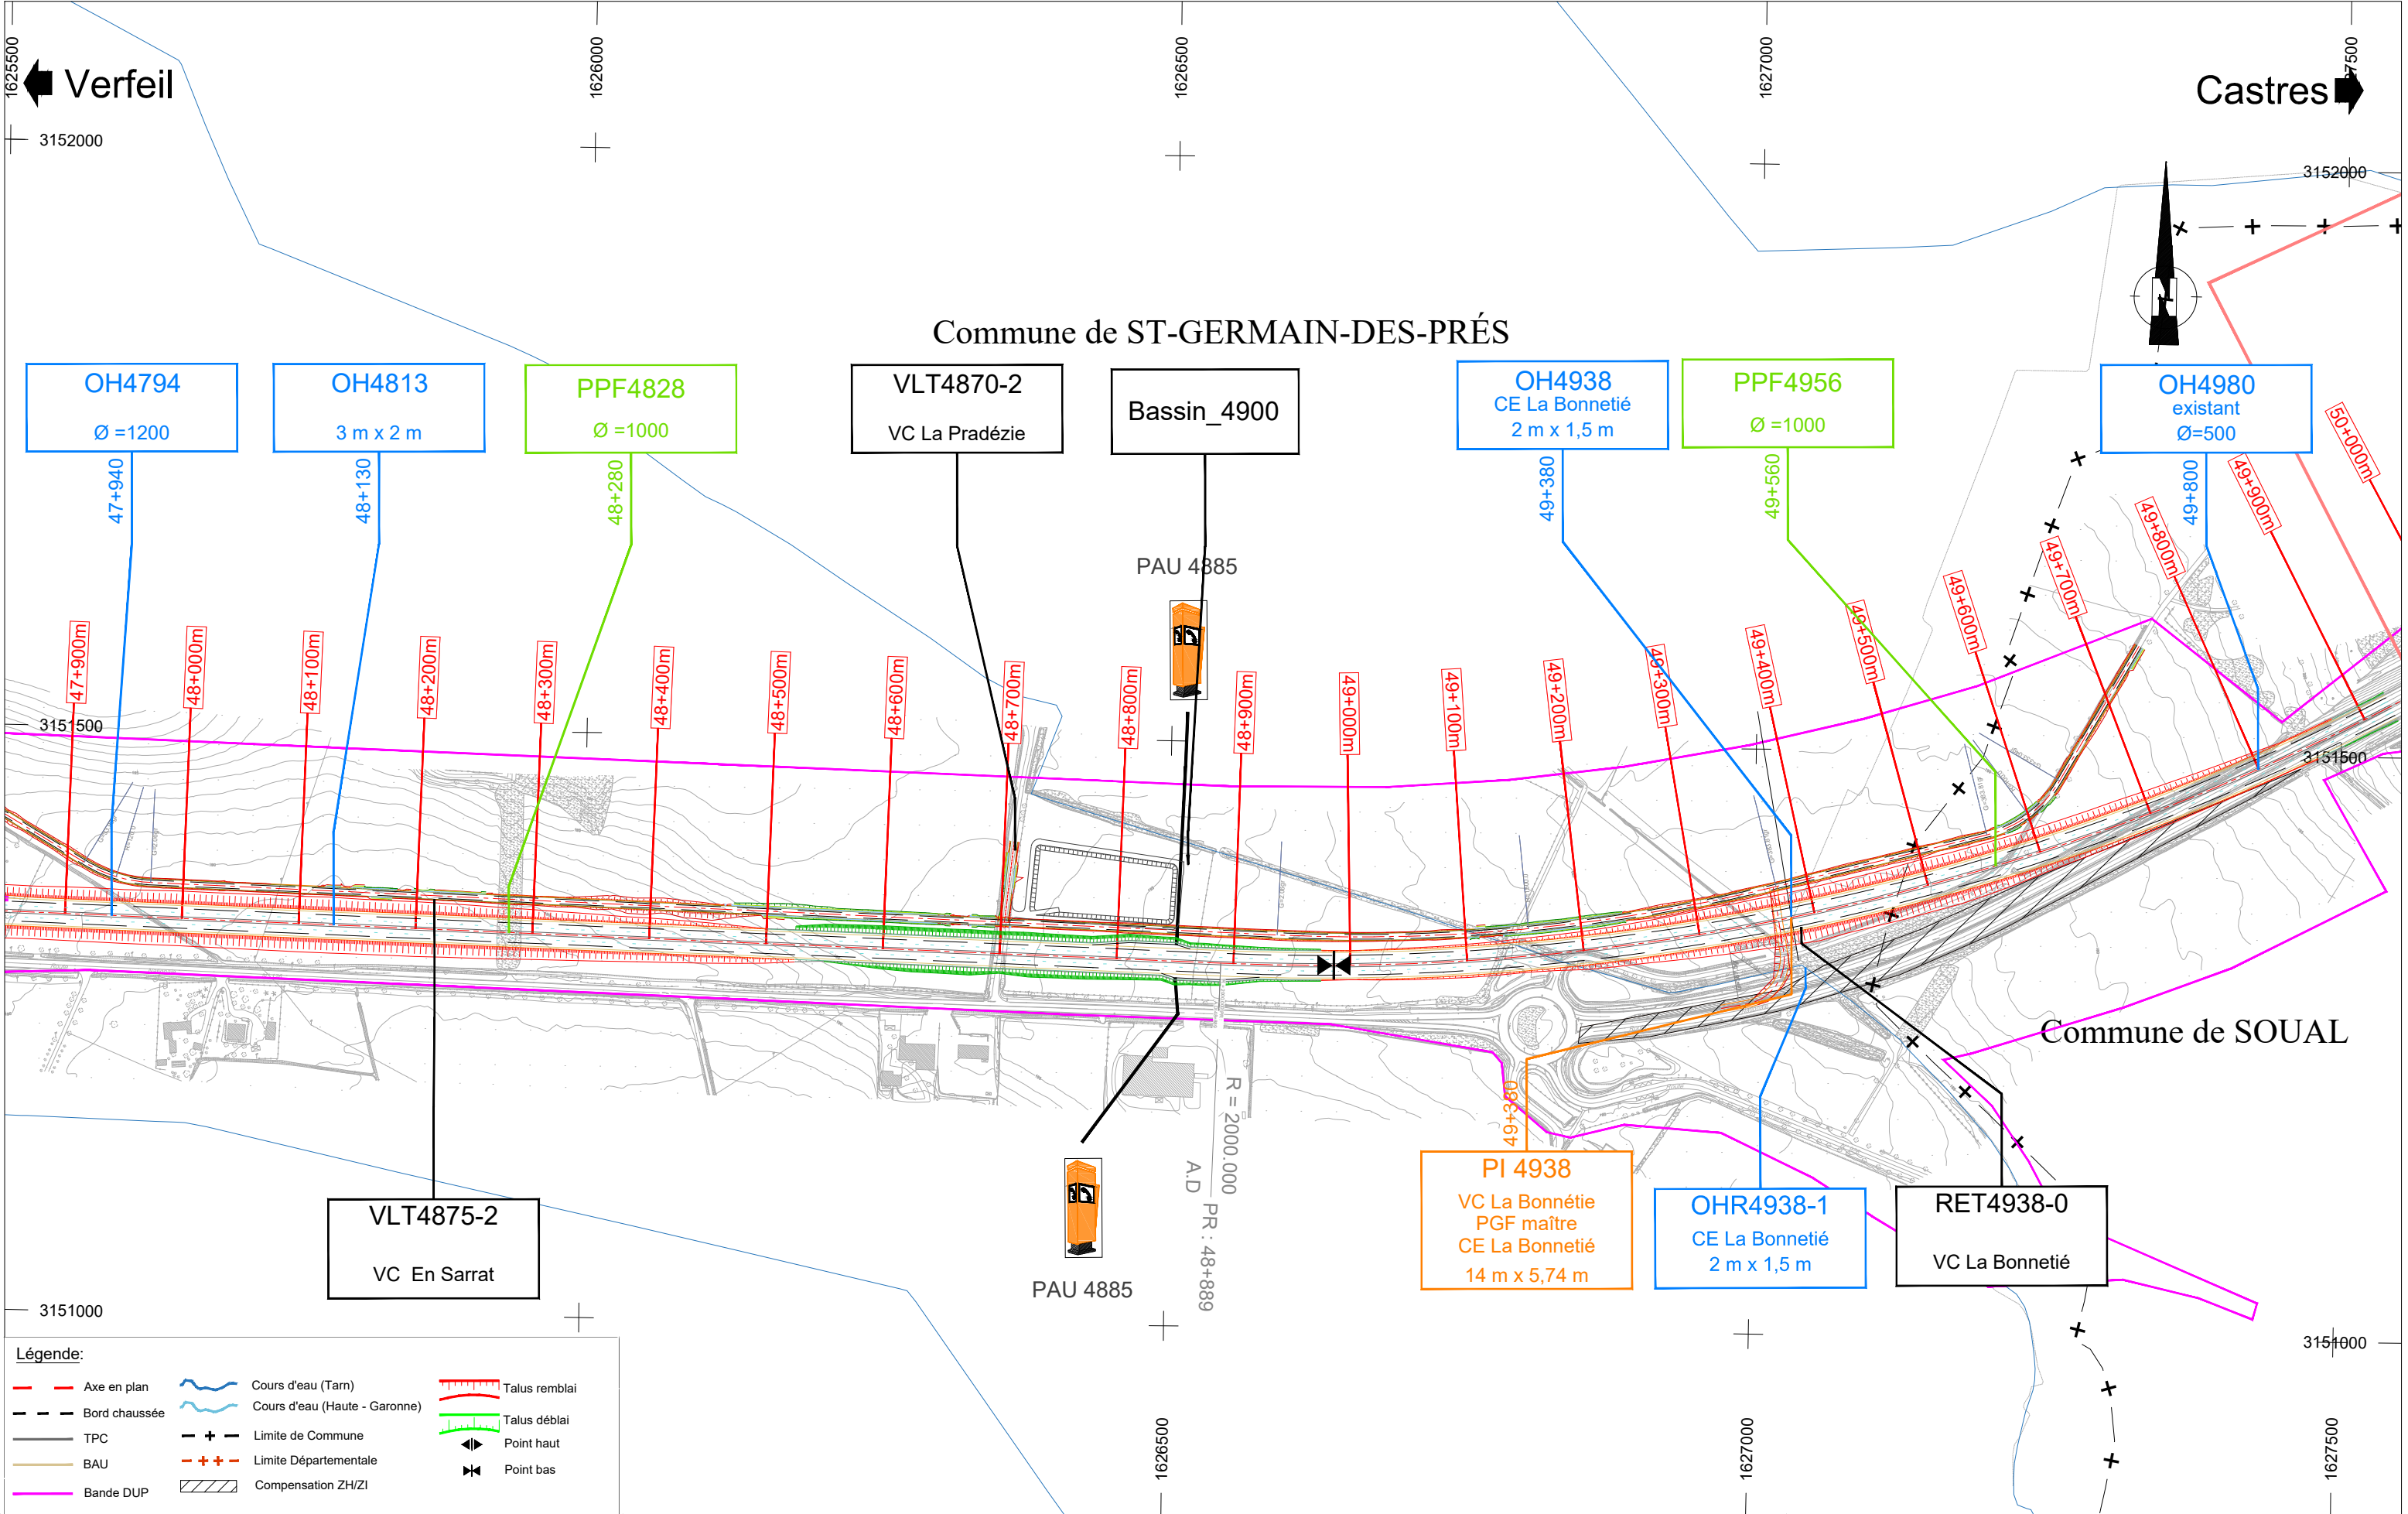 1625500
1626000
1626500
1627000
1627500
Verfeil
Castres
3152000
3152000
Commune de ST-GERMAIN-DES-PRÉS
OH4794
Ø =1200
47+940
OH4813
3 m x 2 m
48+130
PPF4828
Ø =1000
48+280
VLT4870-2
VC La Pradézie
Bassin_4900
OH4938
CE La Bonnetié
2 m x 1,5 m
49+380
PPF4956
Ø =1000
49+560
OH4980
existant
Ø=500
49+800
PAU 4885
47+900m
48+000m
48+100m
48+200m
48+300m
48+400m
48+500m
48+600m
48+700m
48+800m
48+900m
49+000m
49+100m
49+200m
49+300m
49+400m
49+500m
49+600m
49+700m
49+800m
49+900m
50+000m
3151500
3151500
Commune de SOUAL
R = 2000.000
A.D
PR : 48+889
49+380
PI 4938
VC La Bonnétie
PGF maître
CE La Bonnetié
14 m x 5,74 m
OHR4938-1
CE La Bonnetié
2 m x 1,5 m
RET4938-0
VC La Bonnetié
VLT4875-2
VC En Sarrat
PAU 4885
3151000
3151000
Légende:
Axe en plan
Bord chaussée
TPC
BAU
Bande DUP
Cours d'eau (Tarn)
Cours d'eau (Haute - Garonne)
Limite de Commune
Limite Départementale
Compensation ZH/ZI
Talus remblai
Talus déblai
Point haut
Point bas
1626500
1627000
1627500